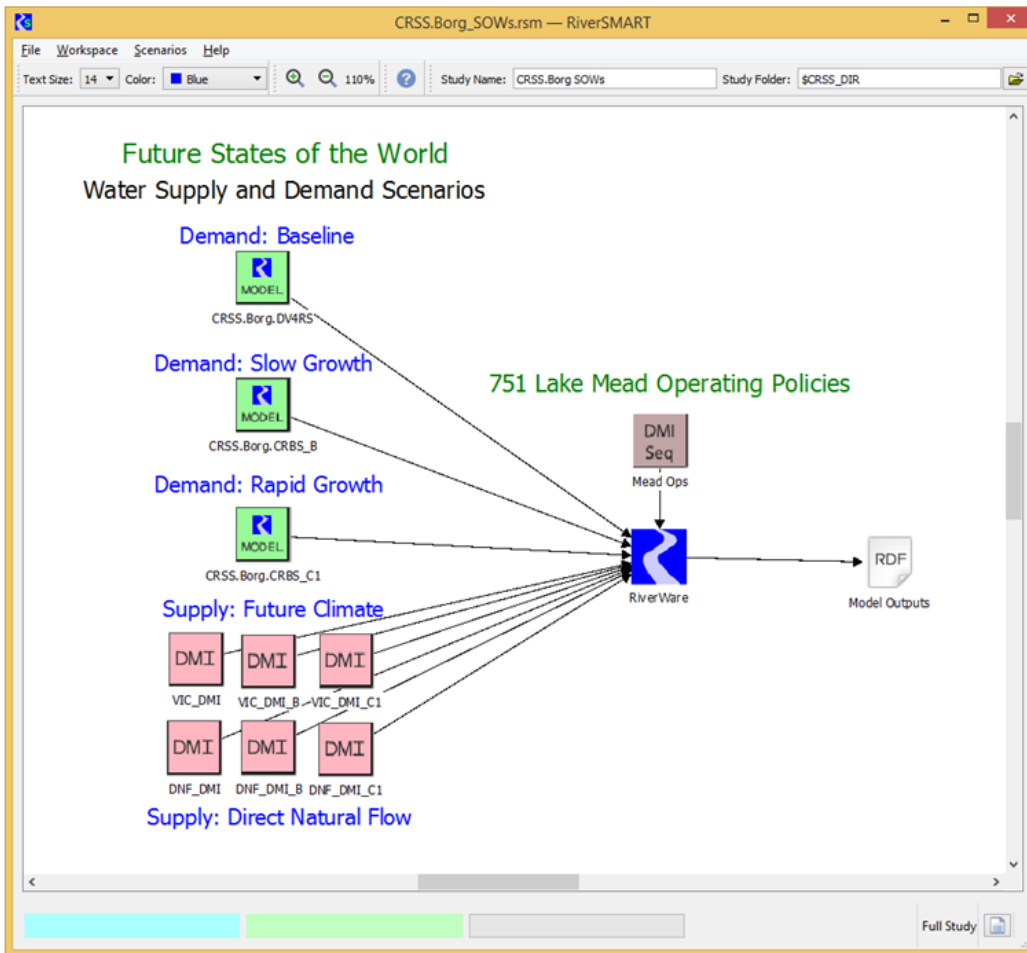 CRSS.Borg_SOWs.rsm — RiverSMART
File Workspace Scenarios Help
Text Size: 14 Color: Blue 110% ? Study Name: CRSS.Borg SOWs Study Folder: $CRSS_DIR
Future States of the World
Water Supply and Demand Scenarios
Demand: Baseline
MODEL
CRSS.Borg.DV4RS
Demand: Slow Growth
MODEL
CRSS.Borg.CRBS_B
Demand: Rapid Growth
MODEL
CRSS.Borg.CRBS_C1
751 Lake Mead Operating Policies
DMI
Seq
Mead Ops
RiverWare
RDF
Model Outputs
Supply: Future Climate
DMI DMI DMI
VIC_DMI VIC_DMI_B VIC_DMI_C1
DMI DMI DMI
DNF_DMI DNF_DMI_B DNF_DMI_C1
Supply: Direct Natural Flow
Full Study